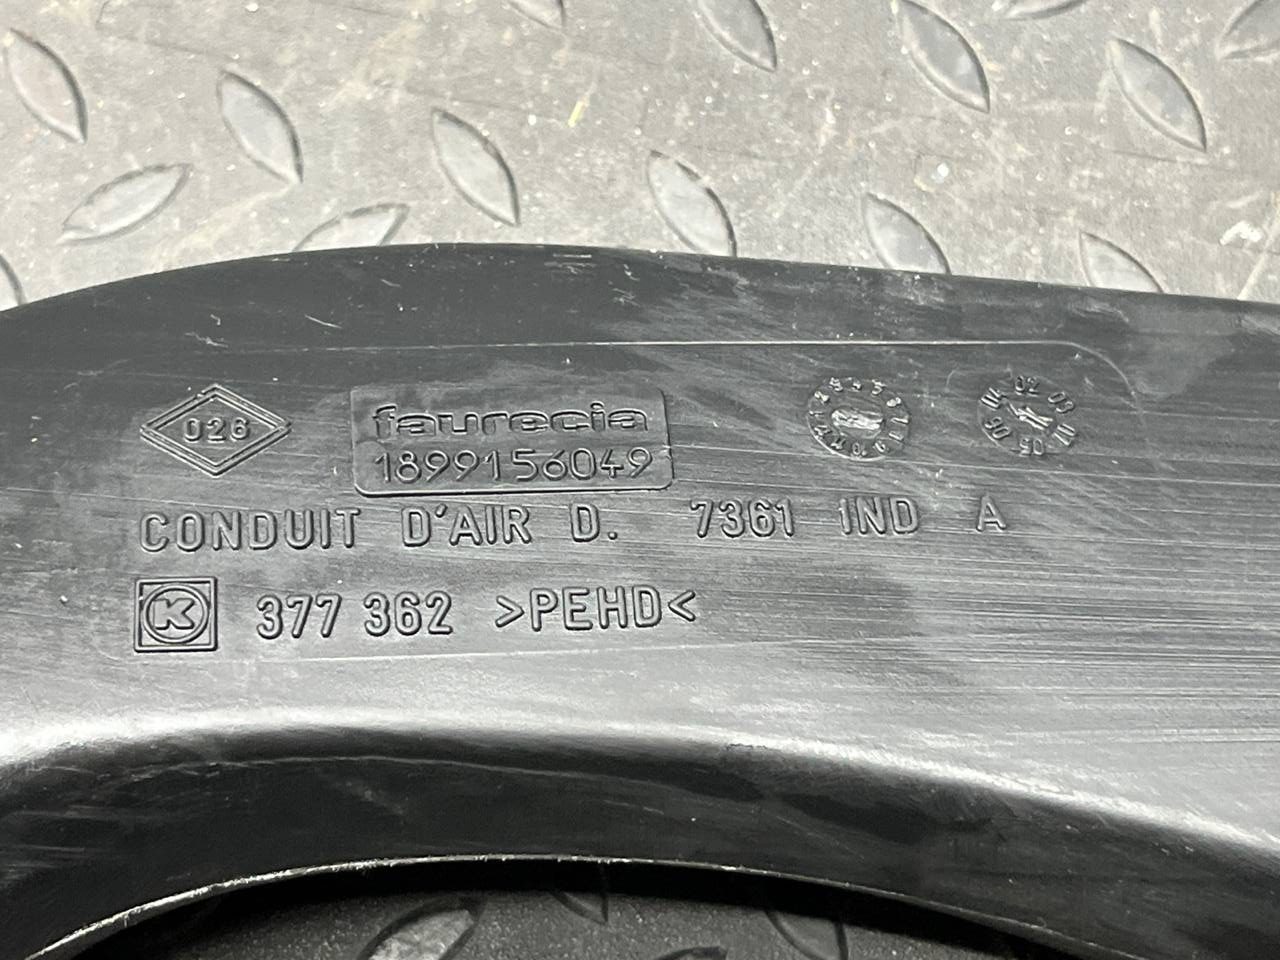 026
faurecia
1899156049
CONDUIT D'AIR D. 7361 IND A
K 377 362 >PEHD<